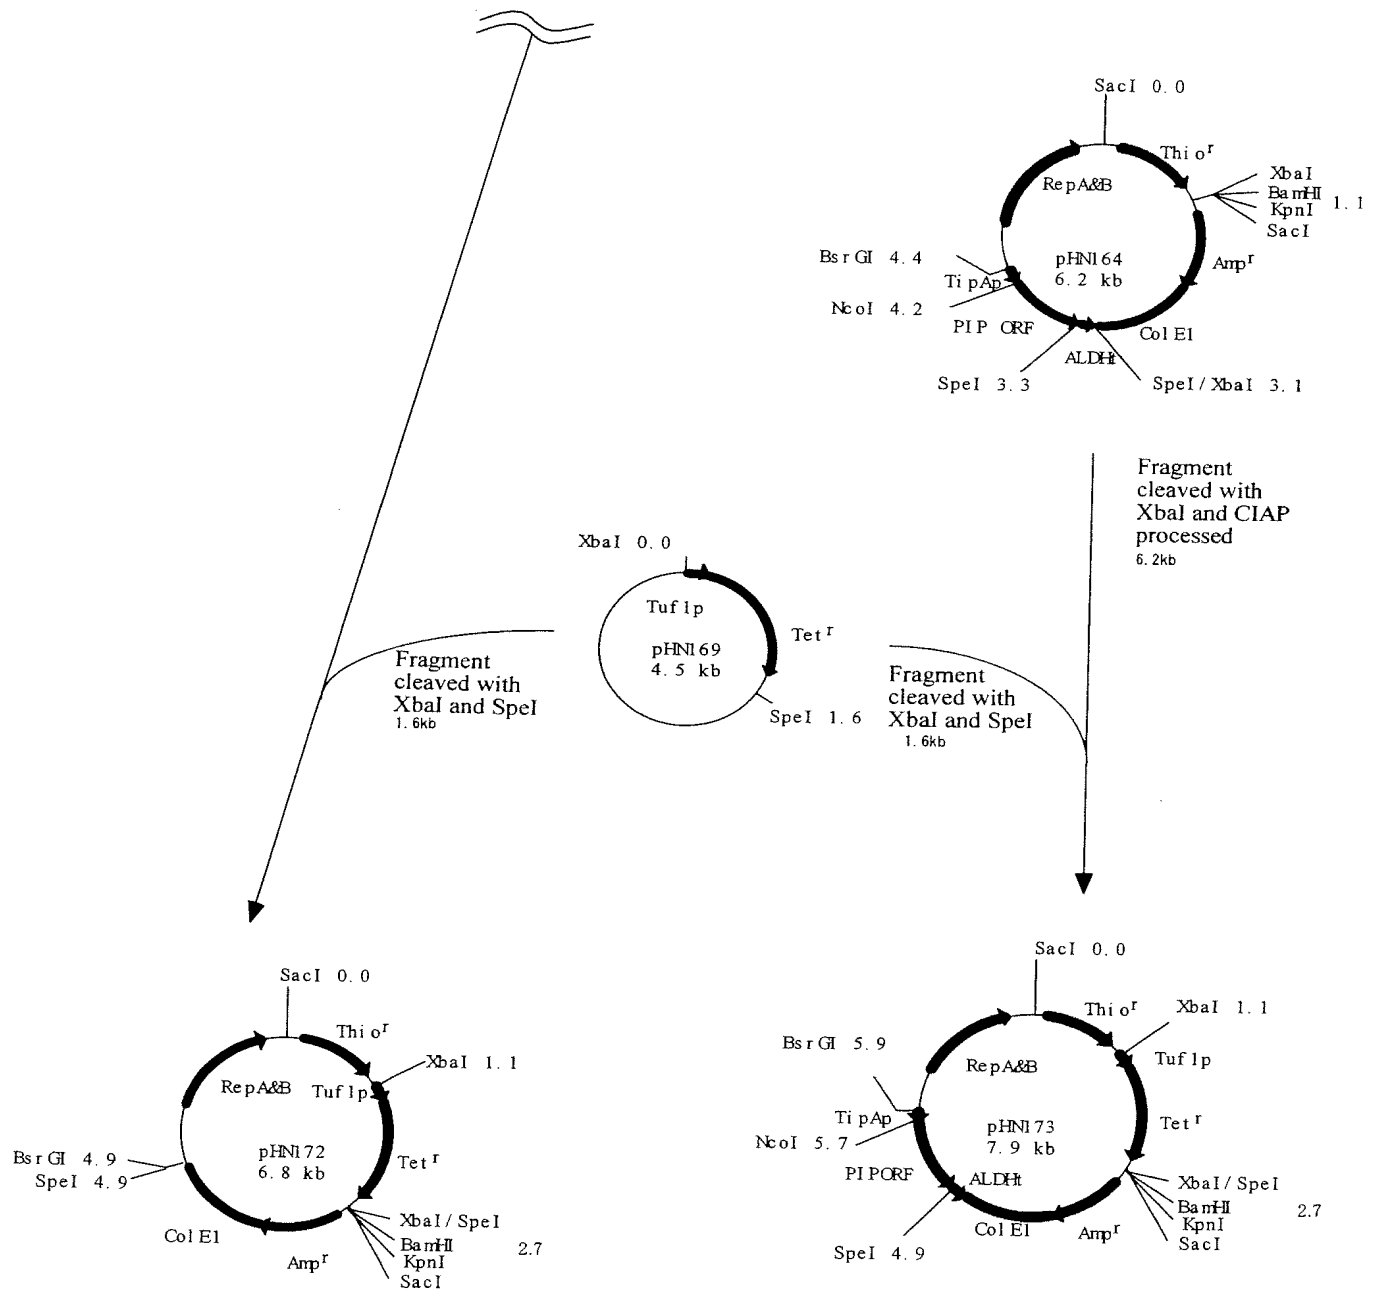 SacI 0.0
Thio^r
RepA&B
XbaI
BamHI
KpnI
SacI
1.1
BsrGI 4.4
TipAp
NcoI 4.2
pHN164
6.2 kb
Amp^r
PIP ORF
ALDHt
ColE1
SpeI 3.3
SpeI/XbaI 3.1
Fragment
cleaved with
XbaI and CIAP
processed
6.2kb
XbaI 0.0
Tuf1p
Tet^r
pHN169
4.5 kb
SpeI 1.6
Fragment
cleaved with
XbaI and SpeI
1.6kb
Fragment
cleaved with
XbaI and SpeI
1.6kb
SacI 0.0
Thio^r
XbaI 1.1
RepA&B
Tuf1p
pHN172
6.8 kb
Tet^r
BsrGI 4.9
SpeI 4.9
ColE1
Amp^r
XbaI/SpeI
BamHI
KpnI
SacI
2.7
SacI 0.0
Thio^r
XbaI 1.1
BsrGI 5.9
RepA&B
Tuf1p
TipAp
NcoI 5.7
pHN173
7.9 kb
Tet^r
PIPORF
ALDHt
ColE1
Amp^r
SpeI 4.9
XbaI/SpeI
BamHI
KpnI
SacI
2.7